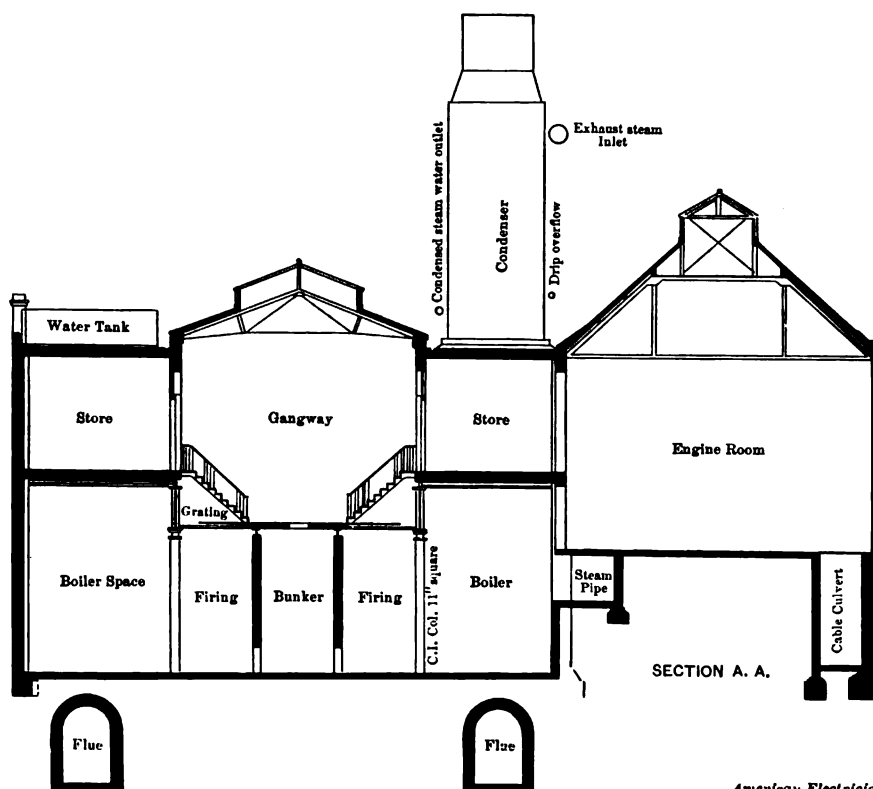 Condensed steam water outlet
Exhaust steam
Inlet
Condenser
Drip overflow
Water Tank
Store
Gangway
Store
Engine Room
Grating
Boiler Space
Firing
Bunker
Firing
C.I. Col. 11" square
Boiler
Steam
Pipe
Cable Culvert
SECTION A. A.
Flue
Flue
American